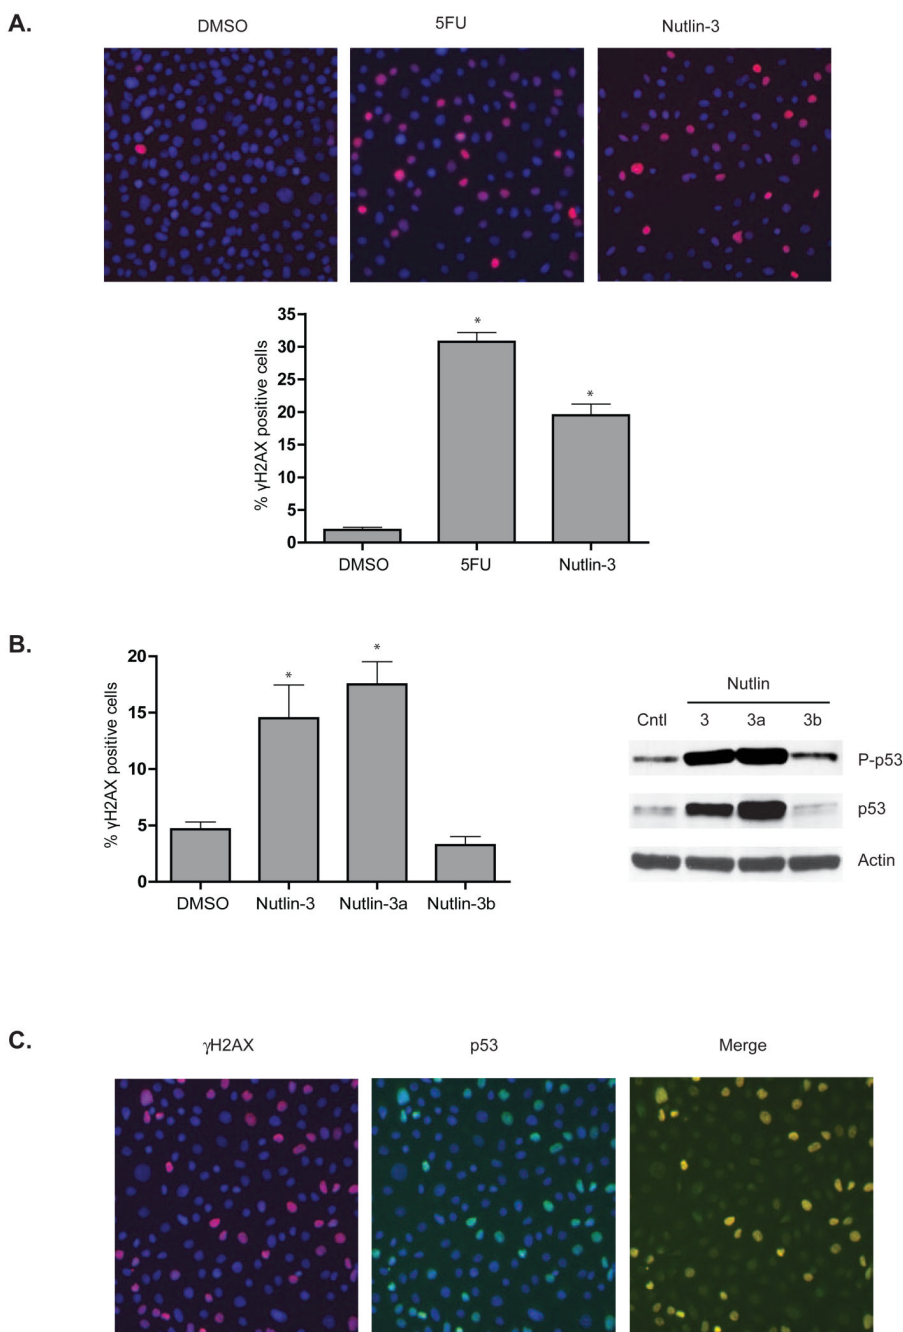 A.
DMSO 5FU Nutlin-3
35
30
25
20
15
10
5
0
% γH2AX positive cells
* *
DMSO 5FU Nutlin-3
B.
20
15
10
5
0
% γH2AX positive cells
* *
DMSO Nutlin-3 Nutlin-3a Nutlin-3b
Nutlin
Cntl 3 3a 3b
P-p53
p53
Actin
C.
γH2AX p53 Merge